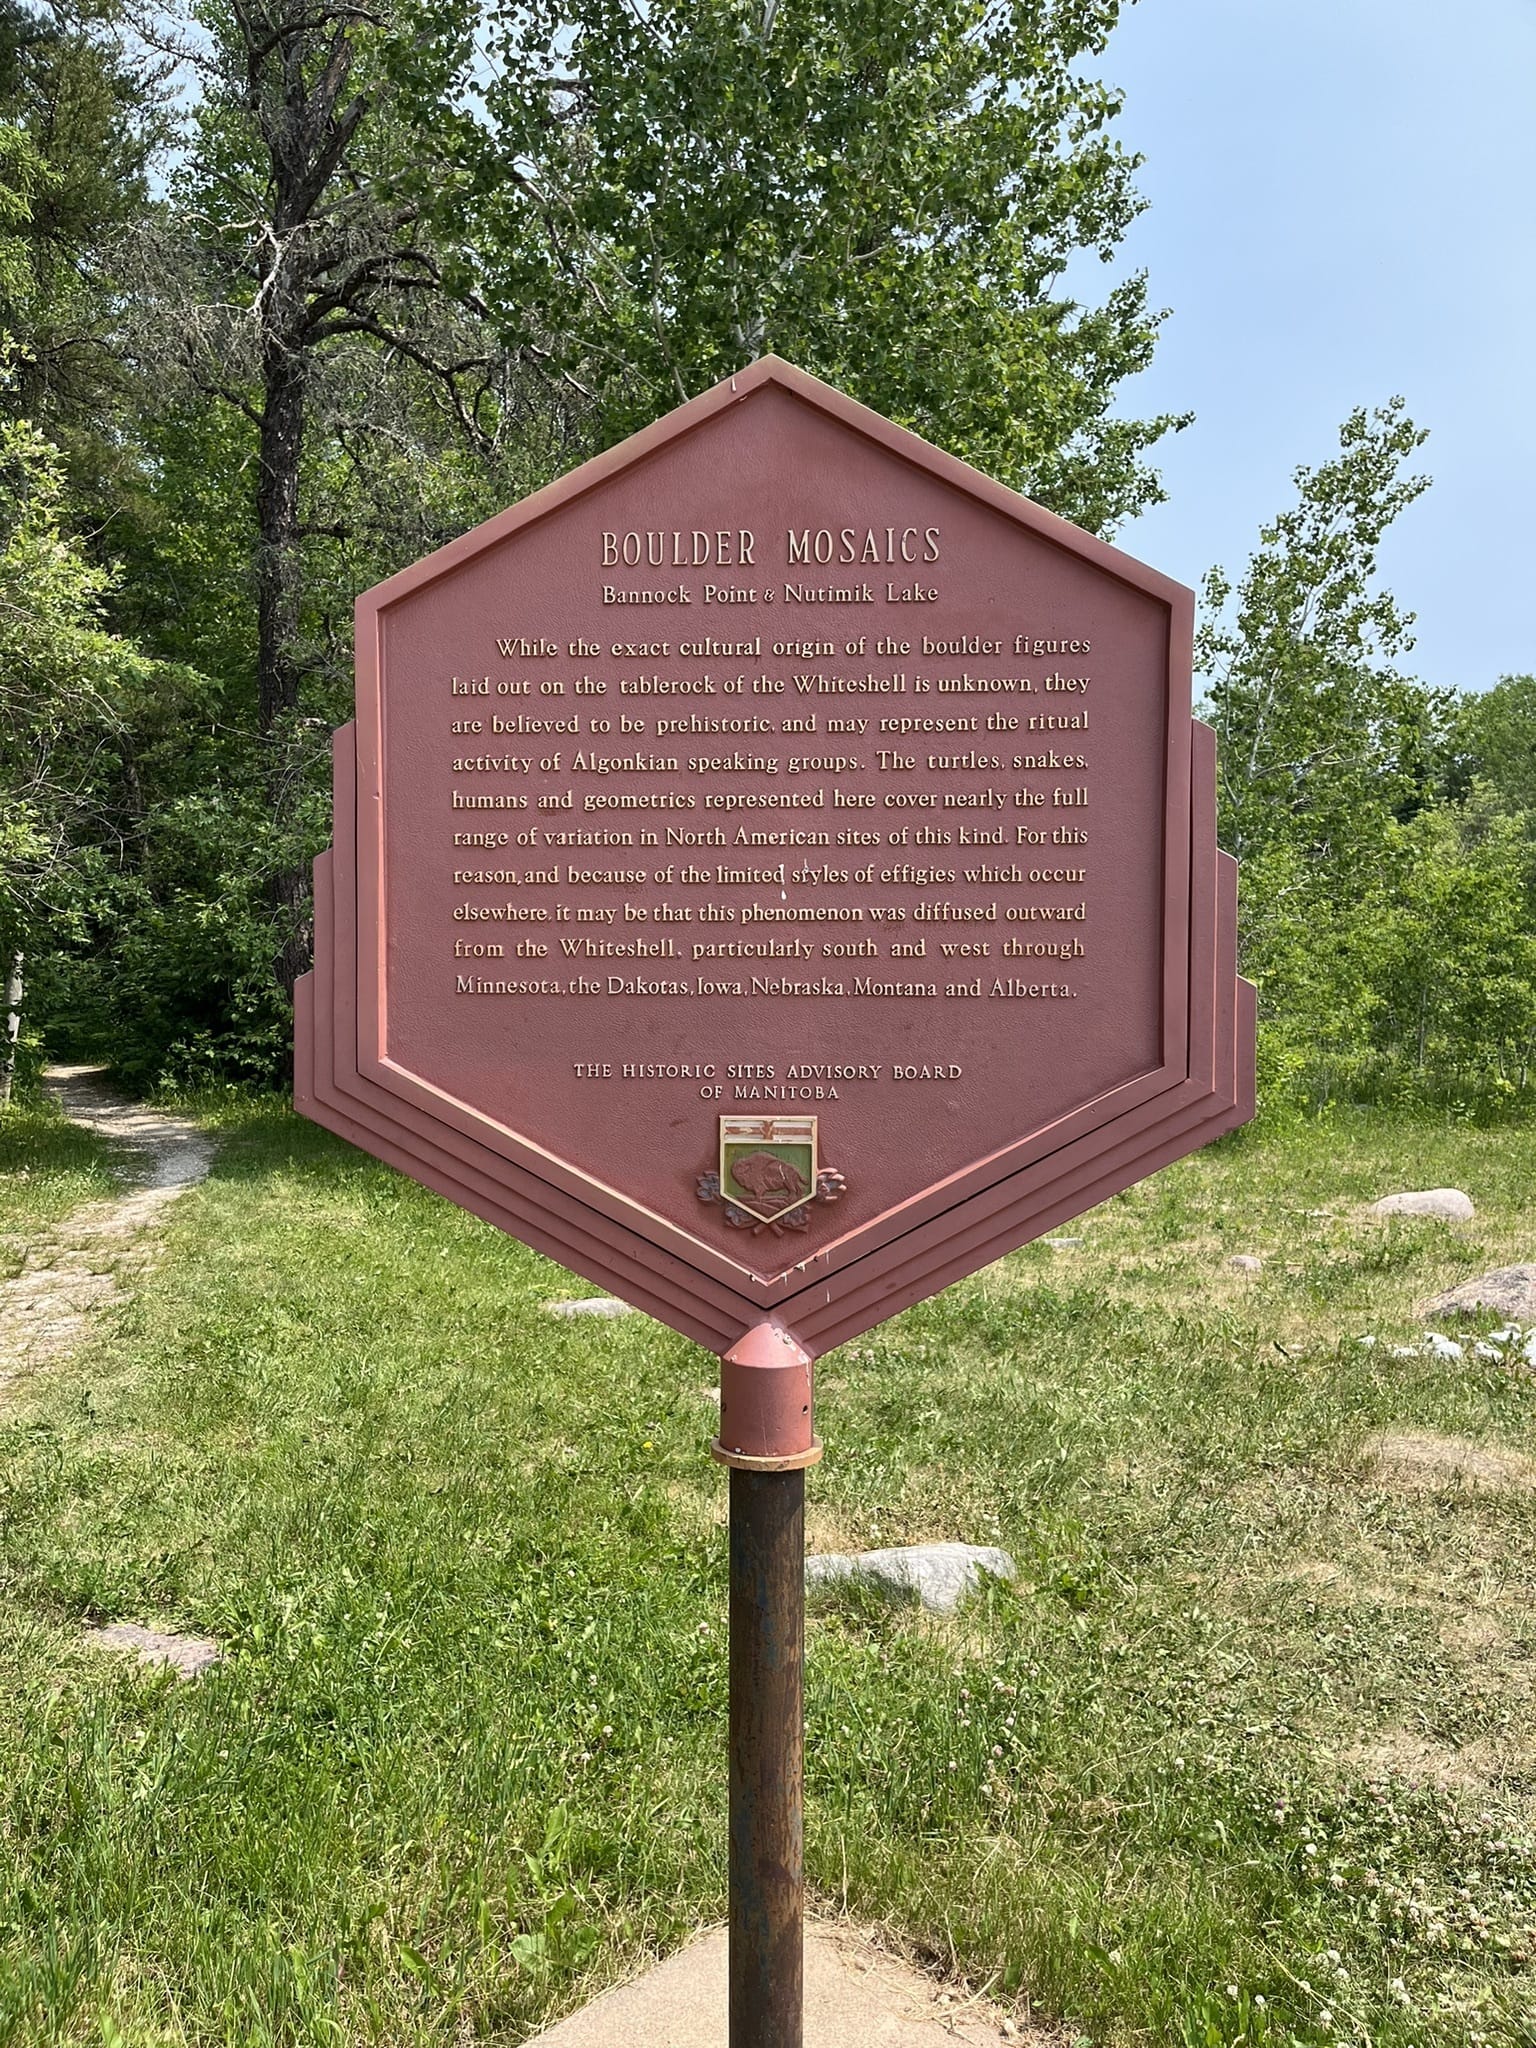 BOULDER MOSAICS
Bannock Point & Nutimik Lake
While the exact cultural origin of the boulder figures
laid out on the tablerock of the Whiteshell is unknown, they
are believed to be prehistoric, and may represent the ritual
activity of Algonkian speaking groups. The turtles, snakes,
humans and geometrics represented here cover nearly the full
range of variation in North American sites of this kind. For this
reason, and because of the limited styles of effigies which occur
elsewhere, it may be that this phenomenon was diffused outward
from the Whiteshell, particularly south and west through
Minnesota, the Dakotas, Iowa, Nebraska, Montana and Alberta.
THE HISTORIC SITES ADVISORY BOARD
OF MANITOBA